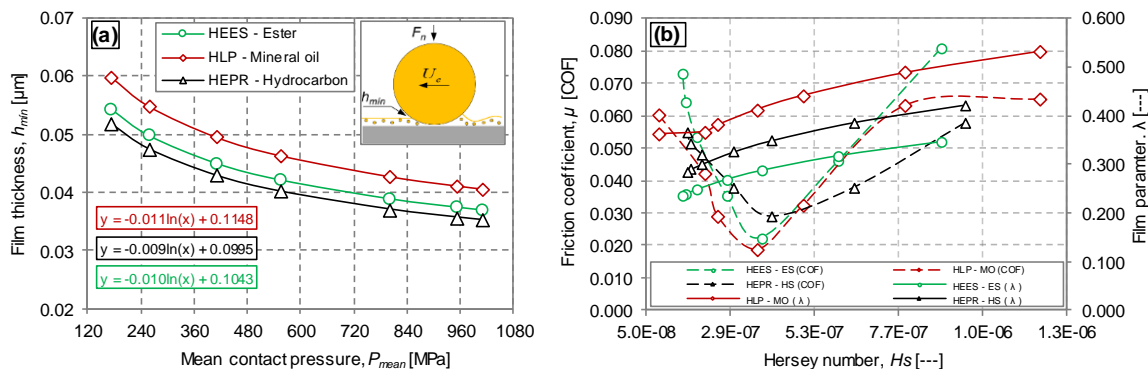 (a)
HEES - Ester
HLP - Mineral oil
HEPR - Hydrocarbon
Fn
Ue
hmin
Film thickness, hmin [µm]
0.07
0.06
0.05
0.04
0.03
0.02
y = -0.011ln(x) + 0.1148
y = -0.009ln(x) + 0.0995
y = -0.010ln(x) + 0.1043
120 240 360 480 600 720 840 960 1080
Mean contact pressure, Pmean [MPa]
(b)
Friction coefficient, µ [COF]
0.090
0.080
0.070
0.060
0.050
0.040
0.030
0.020
0.010
0.000
HEES - ES (COF) HLP - MO (COF)
HEPR - HS (COF) HEES - ES (λ)
HLP - MO (λ) HEPR - HS (λ)
5.0E-08 2.9E-07 5.3E-07 7.7E-07 1.0E-06 1.3E-06
Hersey number, Hs [---]
0.600
0.500
0.400
0.300
0.200
0.100
0.000
Film paramter, λ [---]